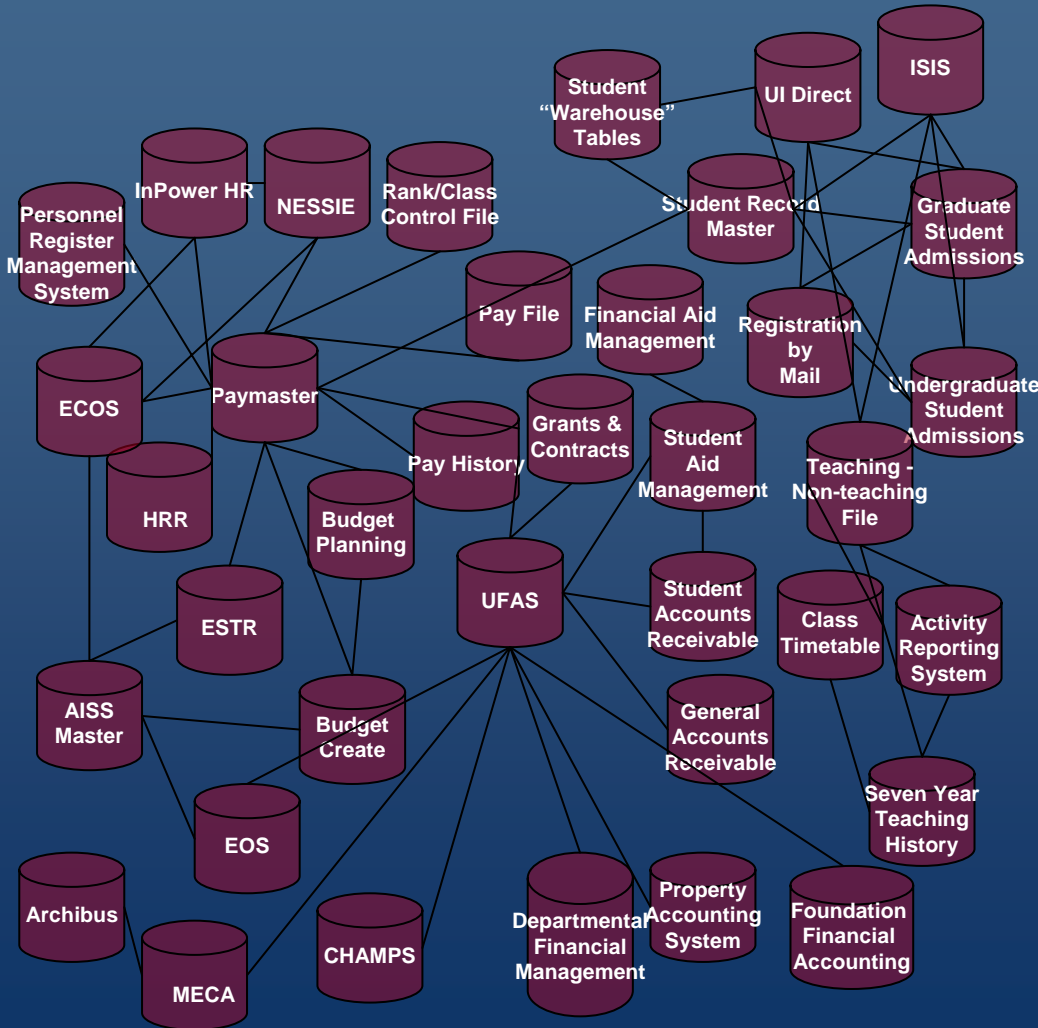 ISIS
Student
“Warehouse”
Tables
UI Direct
InPower HR
NESSIE
Rank/Class
Control File
Personnel
Register
Management
System
Student Record
Master
Graduate
Student
Admissions
Pay File
Financial Aid
Management
Registration
by
Mail
ECOS
Paymaster
Undergraduate
Student
Admissions
Grants &
Contracts
Student
Aid
Management
Pay History
Teaching -
Non-teaching
File
HRR
Budget
Planning
UFAS
ESTR
Student
Accounts
Receivable
Class
Timetable
Activity
Reporting
System
AISS
Master
Budget
Create
General
Accounts
Receivable
Seven Year
Teaching
History
EOS
Archibus
MECA
CHAMPS
Departmental
Financial
Management
Property
Accounting
System
Foundation
Financial
Accounting